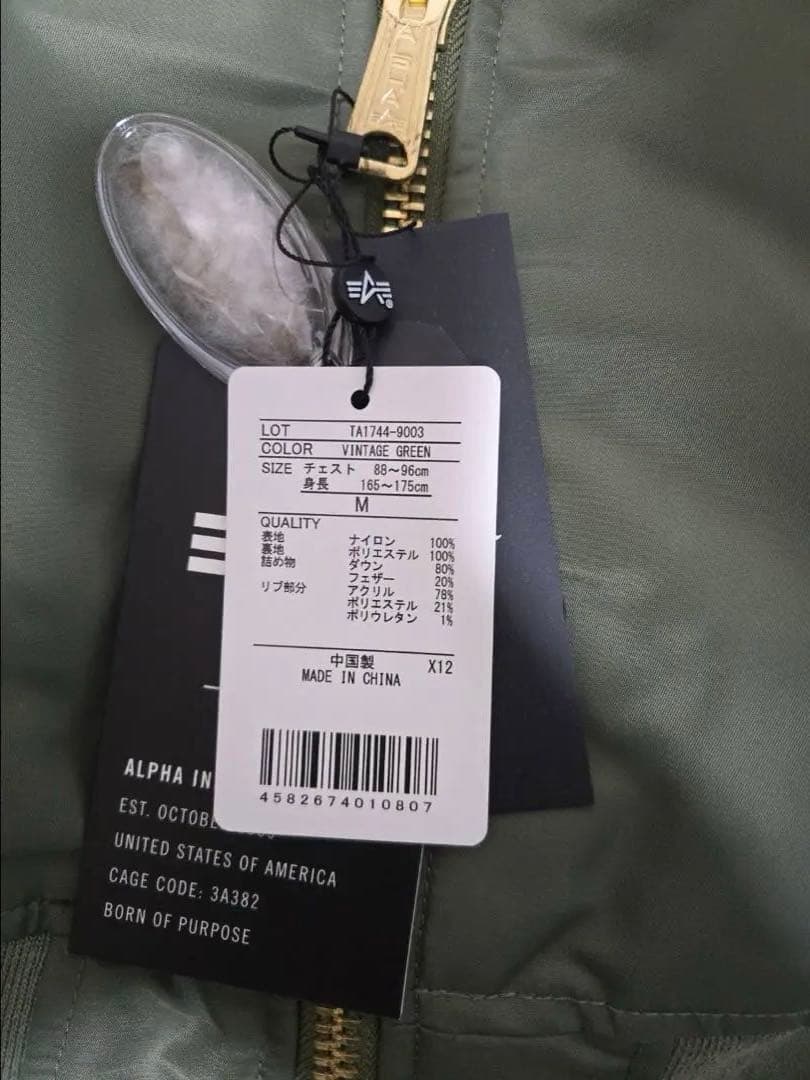 ALPHA
LOT TA1744-9003
COLOR VINTAGE GREEN
SIZE チェスト 88～96cm
身長 165～175cm
M
QUALITY
表地 ナイロン 100%
裏地 ポリエステル 100%
詰め物 ダウン 80%
フェザー 20%
リブ部分 アクリル 78%
ポリエステル 21%
ポリウレタン 1%
中国製 X12
MADE IN CHINA
4582674010807
ALPHA IN
EST. OCTOBE
UNITED STATES OF AMERICA
CAGE CODE: 3A382
BORN OF PURPOSE